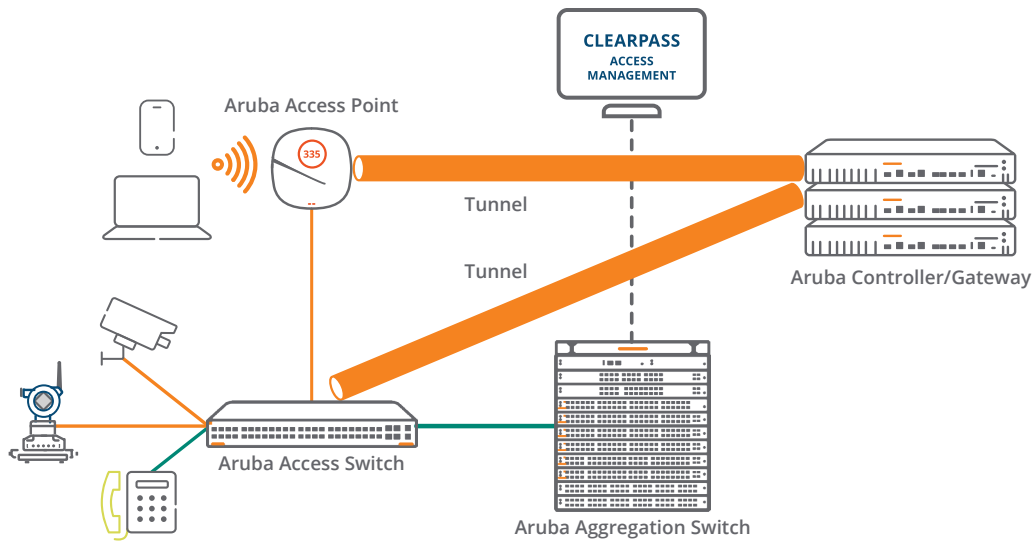 CLEARPASS
ACCESS
MANAGEMENT
Aruba Access Point
335
Tunnel
Tunnel
Aruba Controller/Gateway
Aruba Access Switch
Aruba Aggregation Switch